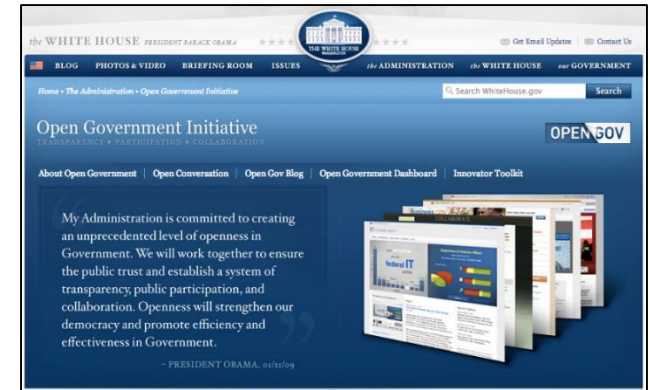 the WHITE HOUSE PRESIDENT BARACK OBAMA
THE WHITE HOUSE
WASHINGTON
Get Email Updates Contact Us
BLOG PHOTOS & VIDEO BRIEFING ROOM ISSUES the ADMINISTRATION the WHITE HOUSE our GOVERNMENT
Home • The Administration • Open Government Initiative
Search WhiteHouse.gov Search
Open Government Initiative
TRANSPARENCY • PARTICIPATION • COLLABORATION
OPEN GOV
About Open Government | Open Conversation | Open Gov Blog | Open Government Dashboard | Innovator Toolkit
“ My Administration is committed to creating
an unprecedented level of openness in
Government. We will work together to ensure
the public trust and establish a system of
transparency, public participation, and
collaboration. Openness will strengthen our
democracy and promote efficiency and
effectiveness in Government. ”
– PRESIDENT OBAMA, 01/21/09
COLLABORATE
federal IT